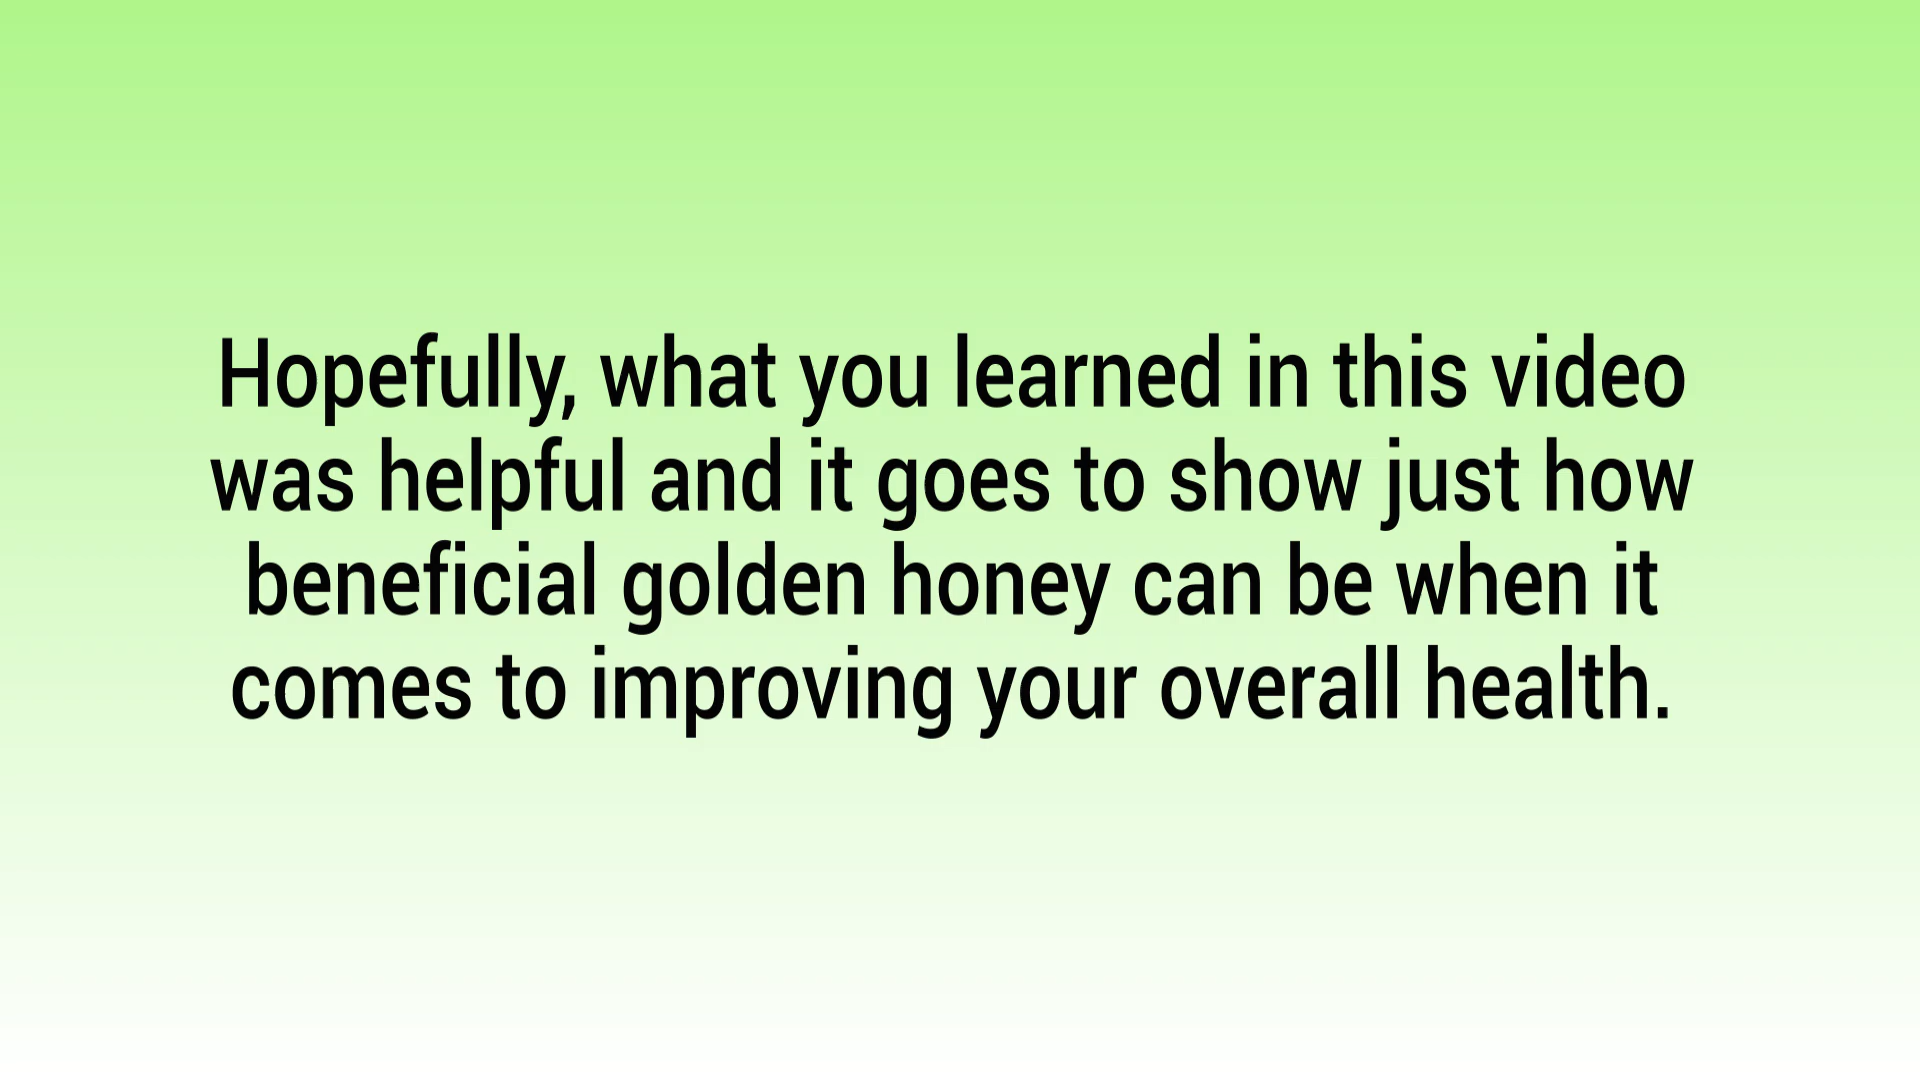 Hopefully, what you learned in this video
was helpful and it goes to show just how
beneficial golden honey can be when it
comes to improving your overall health.